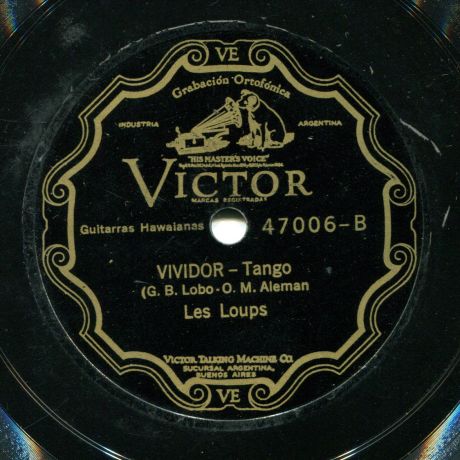 VE
Grabación Ortofónica
INDUSTRIA ARGENTINA
"HIS MASTER'S VOICE"
VICTOR
MARCAS REGISTRADAS
Guitarras Hawaianas 47006-B
VIVIDOR - Tango
(G. B. Lobo - O. M. Aleman
Les Loups
VICTOR TALKING MACHINE CO.
SUCURSAL ARGENTINA,
BUENOS AIRES
VE